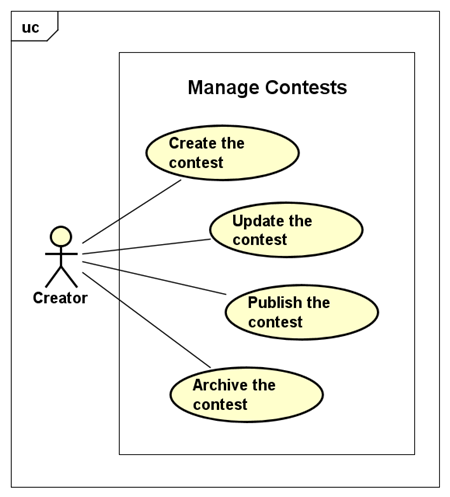 uc
Manage Contests
Create the
contest
Update the
contest
Creator
Publish the
contest
Archive the
contest